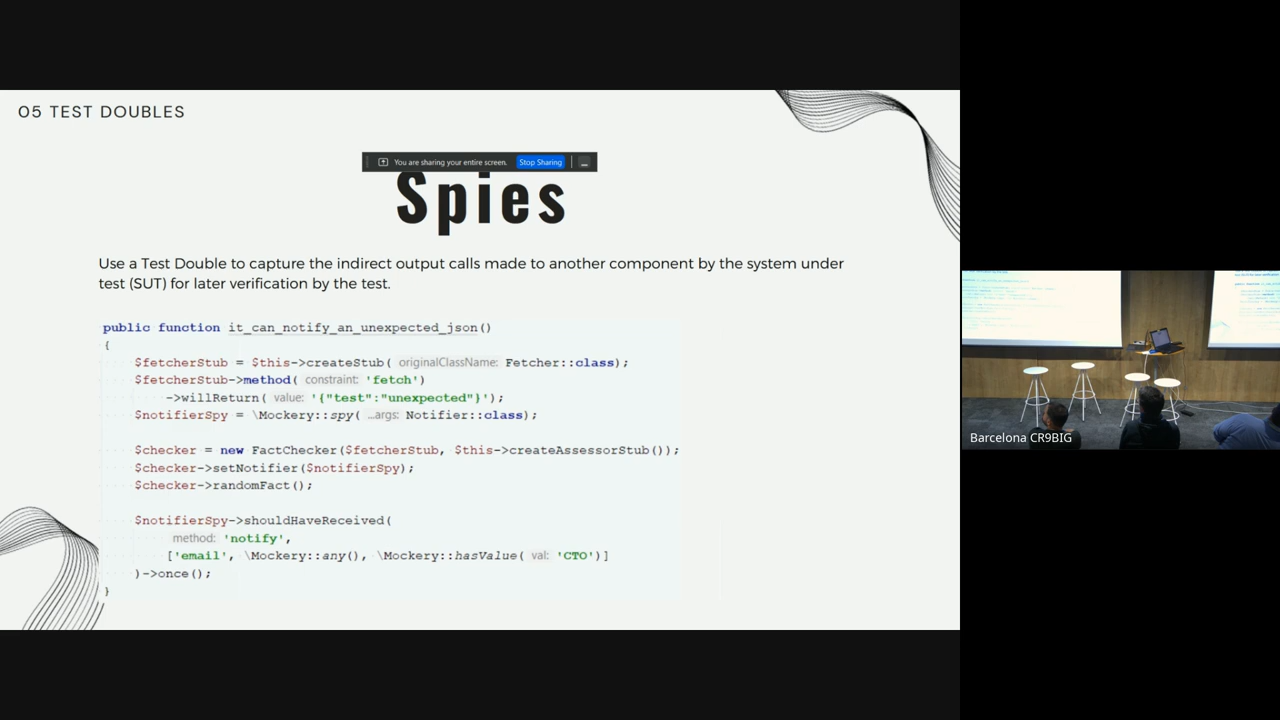 05 TEST DOUBLES
You are sharing your entire screen. Stop Sharing
Spies
Use a Test Double to capture the indirect output calls made to another component by the system under
test (SUT) for later verification by the test.
public function it_can_notify_an_unexpected_json()
{
$fetcherStub = $this->createStub( originalClassName: Fetcher::class);
$fetcherStub->method( constraint: 'fetch')
->willReturn( value: '{"test":"unexpected"}');
$notifierSpy = \Mockery::spy( ...args: Notifier::class);
$checker = new FactChecker($fetcherStub, $this->createAssessorStub());
$checker->setNotifier($notifierSpy);
$checker->randomFact();
$notifierSpy->shouldHaveReceived(
method: 'notify',
['email', \Mockery::any(), \Mockery::hasValue( val: 'CTO')]
)->once();
}
Barcelona CR9BIG